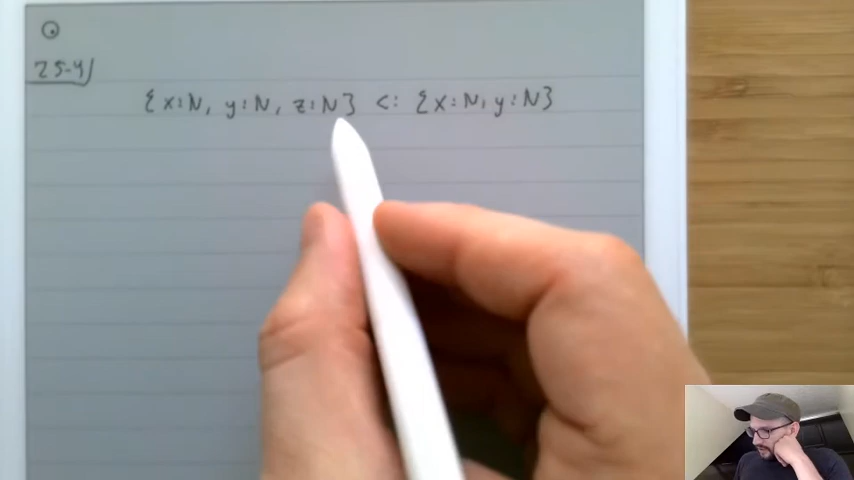 25-4/
{x:N, y:N, z:N} <: {x:N, y:N}